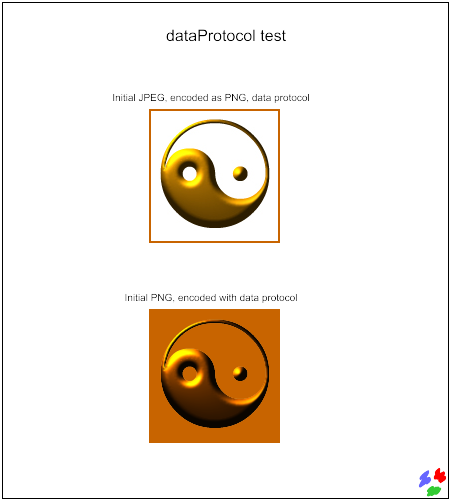 dataProtocol test
Initial JPEG, encoded as PNG, data protocol
Initial PNG, encoded with data protocol